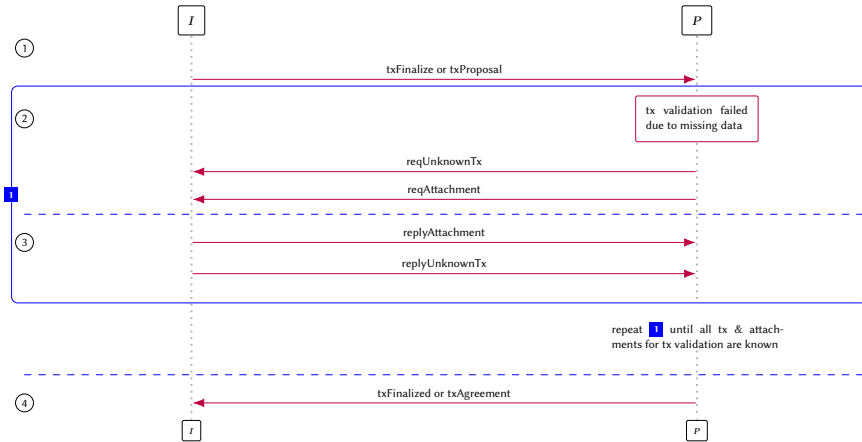 I P
1
txFinalize or txProposal
2
tx validation failed
due to missing data
reqUnknownTx
1
reqAttachment
3
replyAttachment
replyUnknownTx
repeat 1 until all tx & attach-
ments for tx validation are known
4
txFinalized or txAgreement
I P